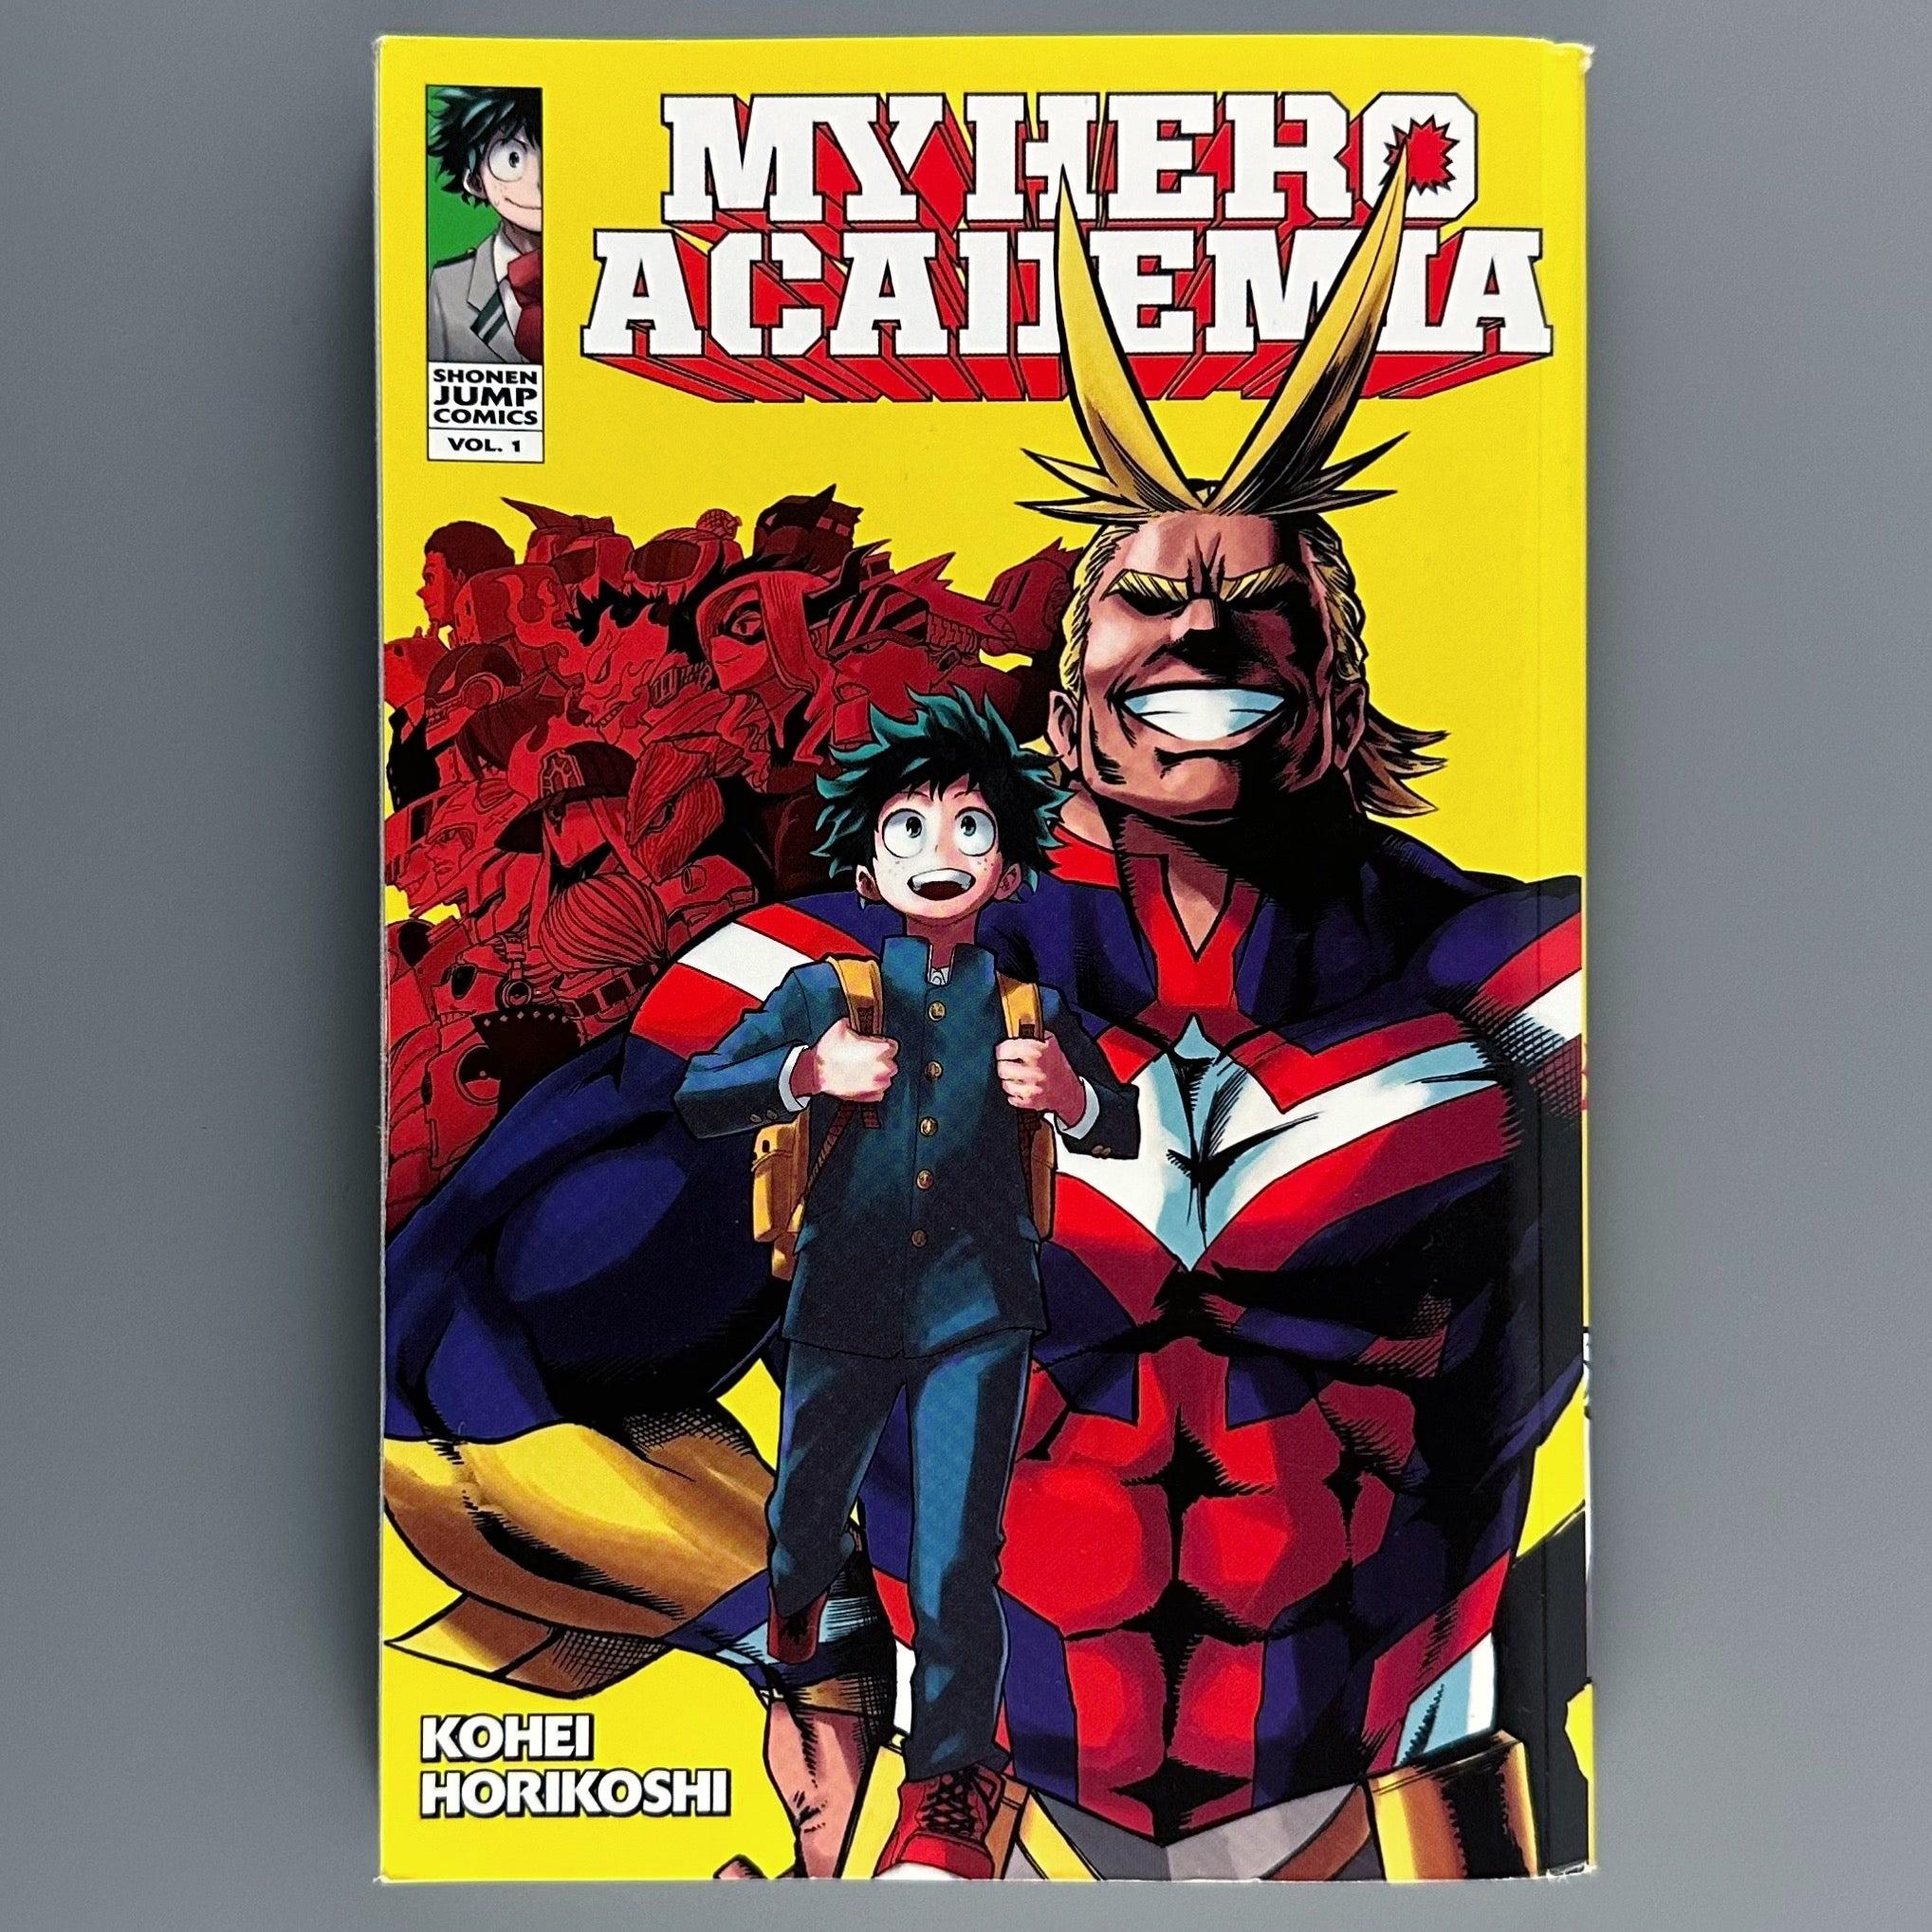 MY HERO
ACADEMIA
SHONEN
JUMP
COMICS
VOL. 1
KOHEI
HORIKOSHI